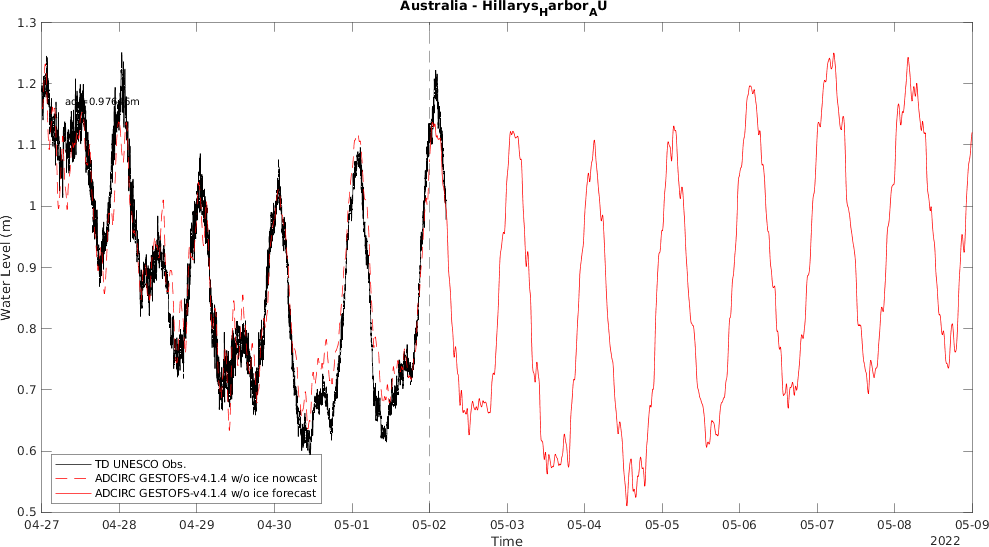 Australia - HillarysHarborAU
1.3
1.2
1.1
1
0.9
0.8
0.7
0.6
0.5
Water Level (m)
TD UNESCO Obs.
ADCIRC GESTOFS-v4.1.4 w/o ice nowcast
ADCIRC GESTOFS-v4.1.4 w/o ice forecast
04-27 04-28 04-29 04-30 05-01 05-02 05-03 05-04 05-05 05-06 05-07 05-08 05-09
Time
2022